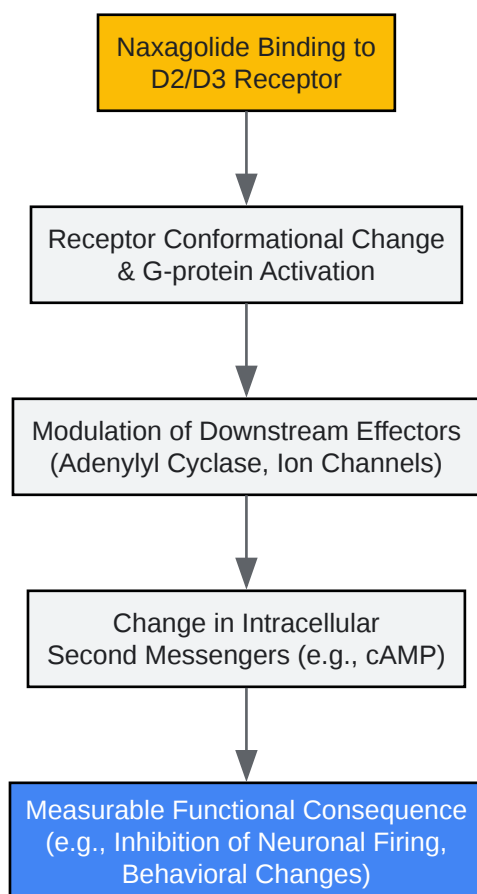 Naxagolide Binding to
D2/D3 Receptor
Receptor Conformational Change
& G-protein Activation
Modulation of Downstream Effectors
(Adenylyl Cyclase, Ion Channels)
Change in Intracellular
Second Messengers (e.g., cAMP)
Measurable Functional Consequence
(e.g., Inhibition of Neuronal Firing,
Behavioral Changes)